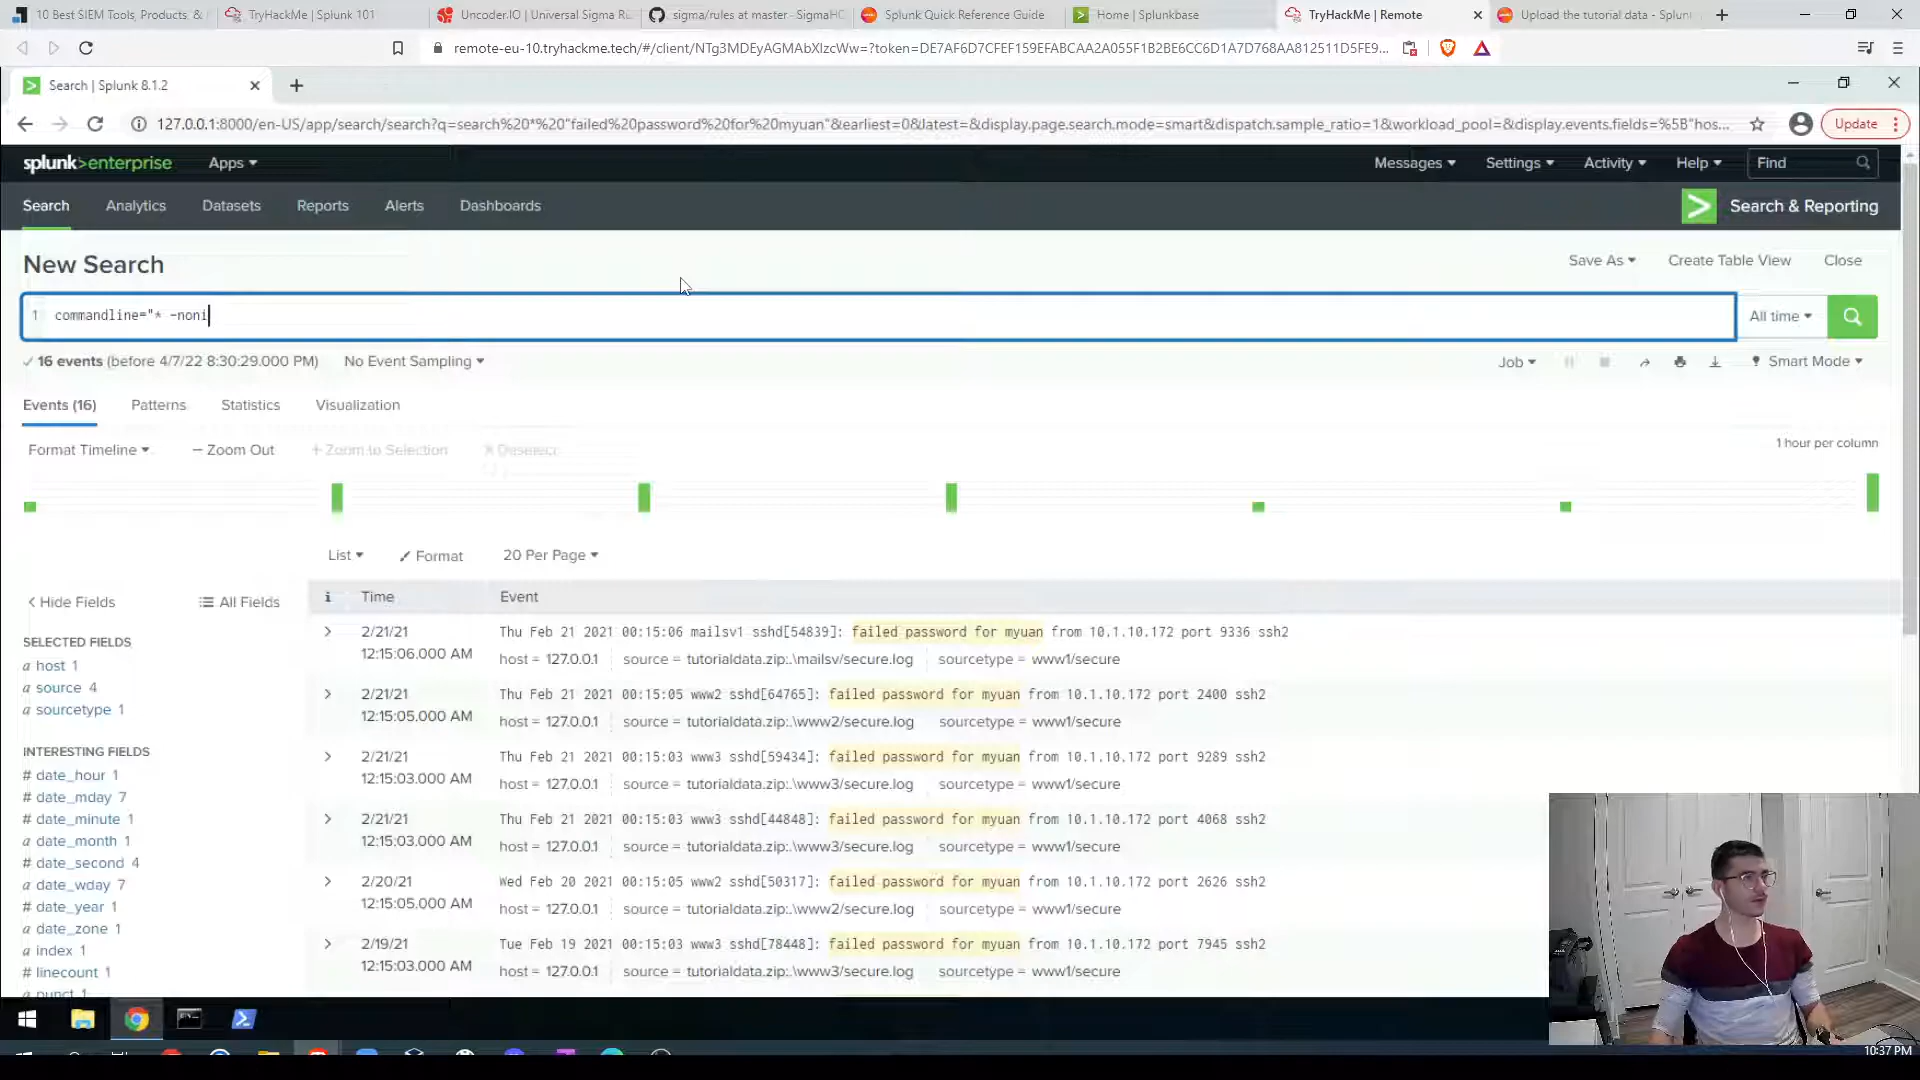 10 Best SIEM Tools, Products, &
TryHackMe | Splunk 101
Uncoder.IO | Universal Sigma Ru
sigma/rules at master · SigmaHC
Splunk Quick Reference Guide
Home | Splunkbase
TryHackMe | Remote
Upload the tutorial data - Splun
remote-eu-10.tryhackme.tech/#/client/NTg3MDEyAGMAbXlzcWw=?token=DE7AF6D7CFEF159EFABCAA2A055F1B2BE6CC6D1A7D768AA812511D5FE9...
Search | Splunk 8.1.2
127.0.0.1:8000/en-US/app/search/search?q=search%20*%20"failed%20password%20for%20myuan"&earliest=0&latest=&display.page.search.mode=smart&dispatch.sample_ratio=1&workload_pool=&display.events.fields=%5B"hos...
Update
splunk>enterprise Apps
Messages Settings Activity Help Find
Search Analytics Datasets Reports Alerts Dashboards
Search & Reporting
New Search
Save As Create Table View Close
1 commandline="* -noni
All time
16 events (before 4/7/22 8:30:29.000 PM) No Event Sampling
Job Smart Mode
Events (16) Patterns Statistics Visualization
Format Timeline — Zoom Out + Zoom to Selection × Deselect
1 hour per column
List Format 20 Per Page
< Hide Fields All Fields
i Time Event
SELECTED FIELDS
a host 1
a source 4
a sourcetype 1
INTERESTING FIELDS
# date_hour 1
# date_mday 7
# date_minute 1
a date_month 1
# date_second 4
a date_wday 7
# date_year 1
a date_zone 1
a index 1
# linecount 1
a punct 1
2/21/21
12:15:06.000 AM
Thu Feb 21 2021 00:15:06 mailsv1 sshd[54839]: failed password for myuan from 10.1.10.172 port 9336 ssh2
host = 127.0.0.1 source = tutorialdata.zip:.\mailsv/secure.log sourcetype = www1/secure
2/21/21
12:15:05.000 AM
Thu Feb 21 2021 00:15:05 www2 sshd[64765]: failed password for myuan from 10.1.10.172 port 2400 ssh2
host = 127.0.0.1 source = tutorialdata.zip:.\www2/secure.log sourcetype = www1/secure
2/21/21
12:15:03.000 AM
Thu Feb 21 2021 00:15:03 www3 sshd[59434]: failed password for myuan from 10.1.10.172 port 9289 ssh2
host = 127.0.0.1 source = tutorialdata.zip:.\www3/secure.log sourcetype = www1/secure
2/21/21
12:15:03.000 AM
Thu Feb 21 2021 00:15:03 www3 sshd[44848]: failed password for myuan from 10.1.10.172 port 4068 ssh2
host = 127.0.0.1 source = tutorialdata.zip:.\www3/secure.log sourcetype = www1/secure
2/20/21
12:15:05.000 AM
Wed Feb 20 2021 00:15:05 www2 sshd[50317]: failed password for myuan from 10.1.10.172 port 2626 ssh2
host = 127.0.0.1 source = tutorialdata.zip:.\www2/secure.log sourcetype = www1/secure
2/19/21
12:15:03.000 AM
Tue Feb 19 2021 00:15:03 www3 sshd[78448]: failed password for myuan from 10.1.10.172 port 7945 ssh2
host = 127.0.0.1 source = tutorialdata.zip:.\www3/secure.log sourcetype = www1/secure
10:37 PM